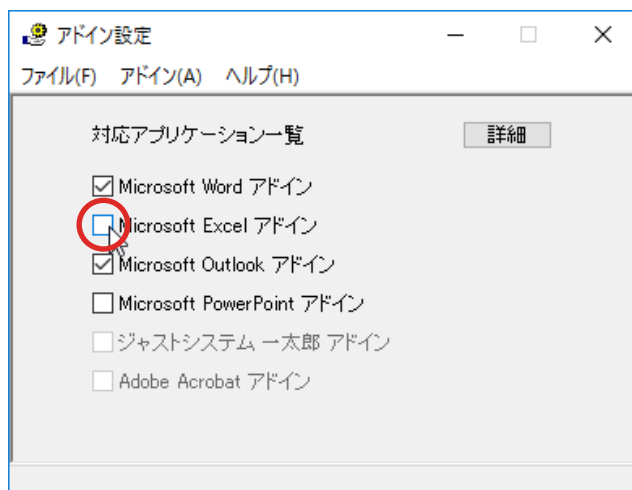 アドイン設定
ファイル(F) アドイン(A) ヘルプ(H)
対応アプリケーション一覧 詳細
Microsoft Word アドイン
Microsoft Excel アドイン
Microsoft Outlook アドイン
Microsoft PowerPoint アドイン
ジャストシステム 一太郎 アドイン
Adobe Acrobat アドイン